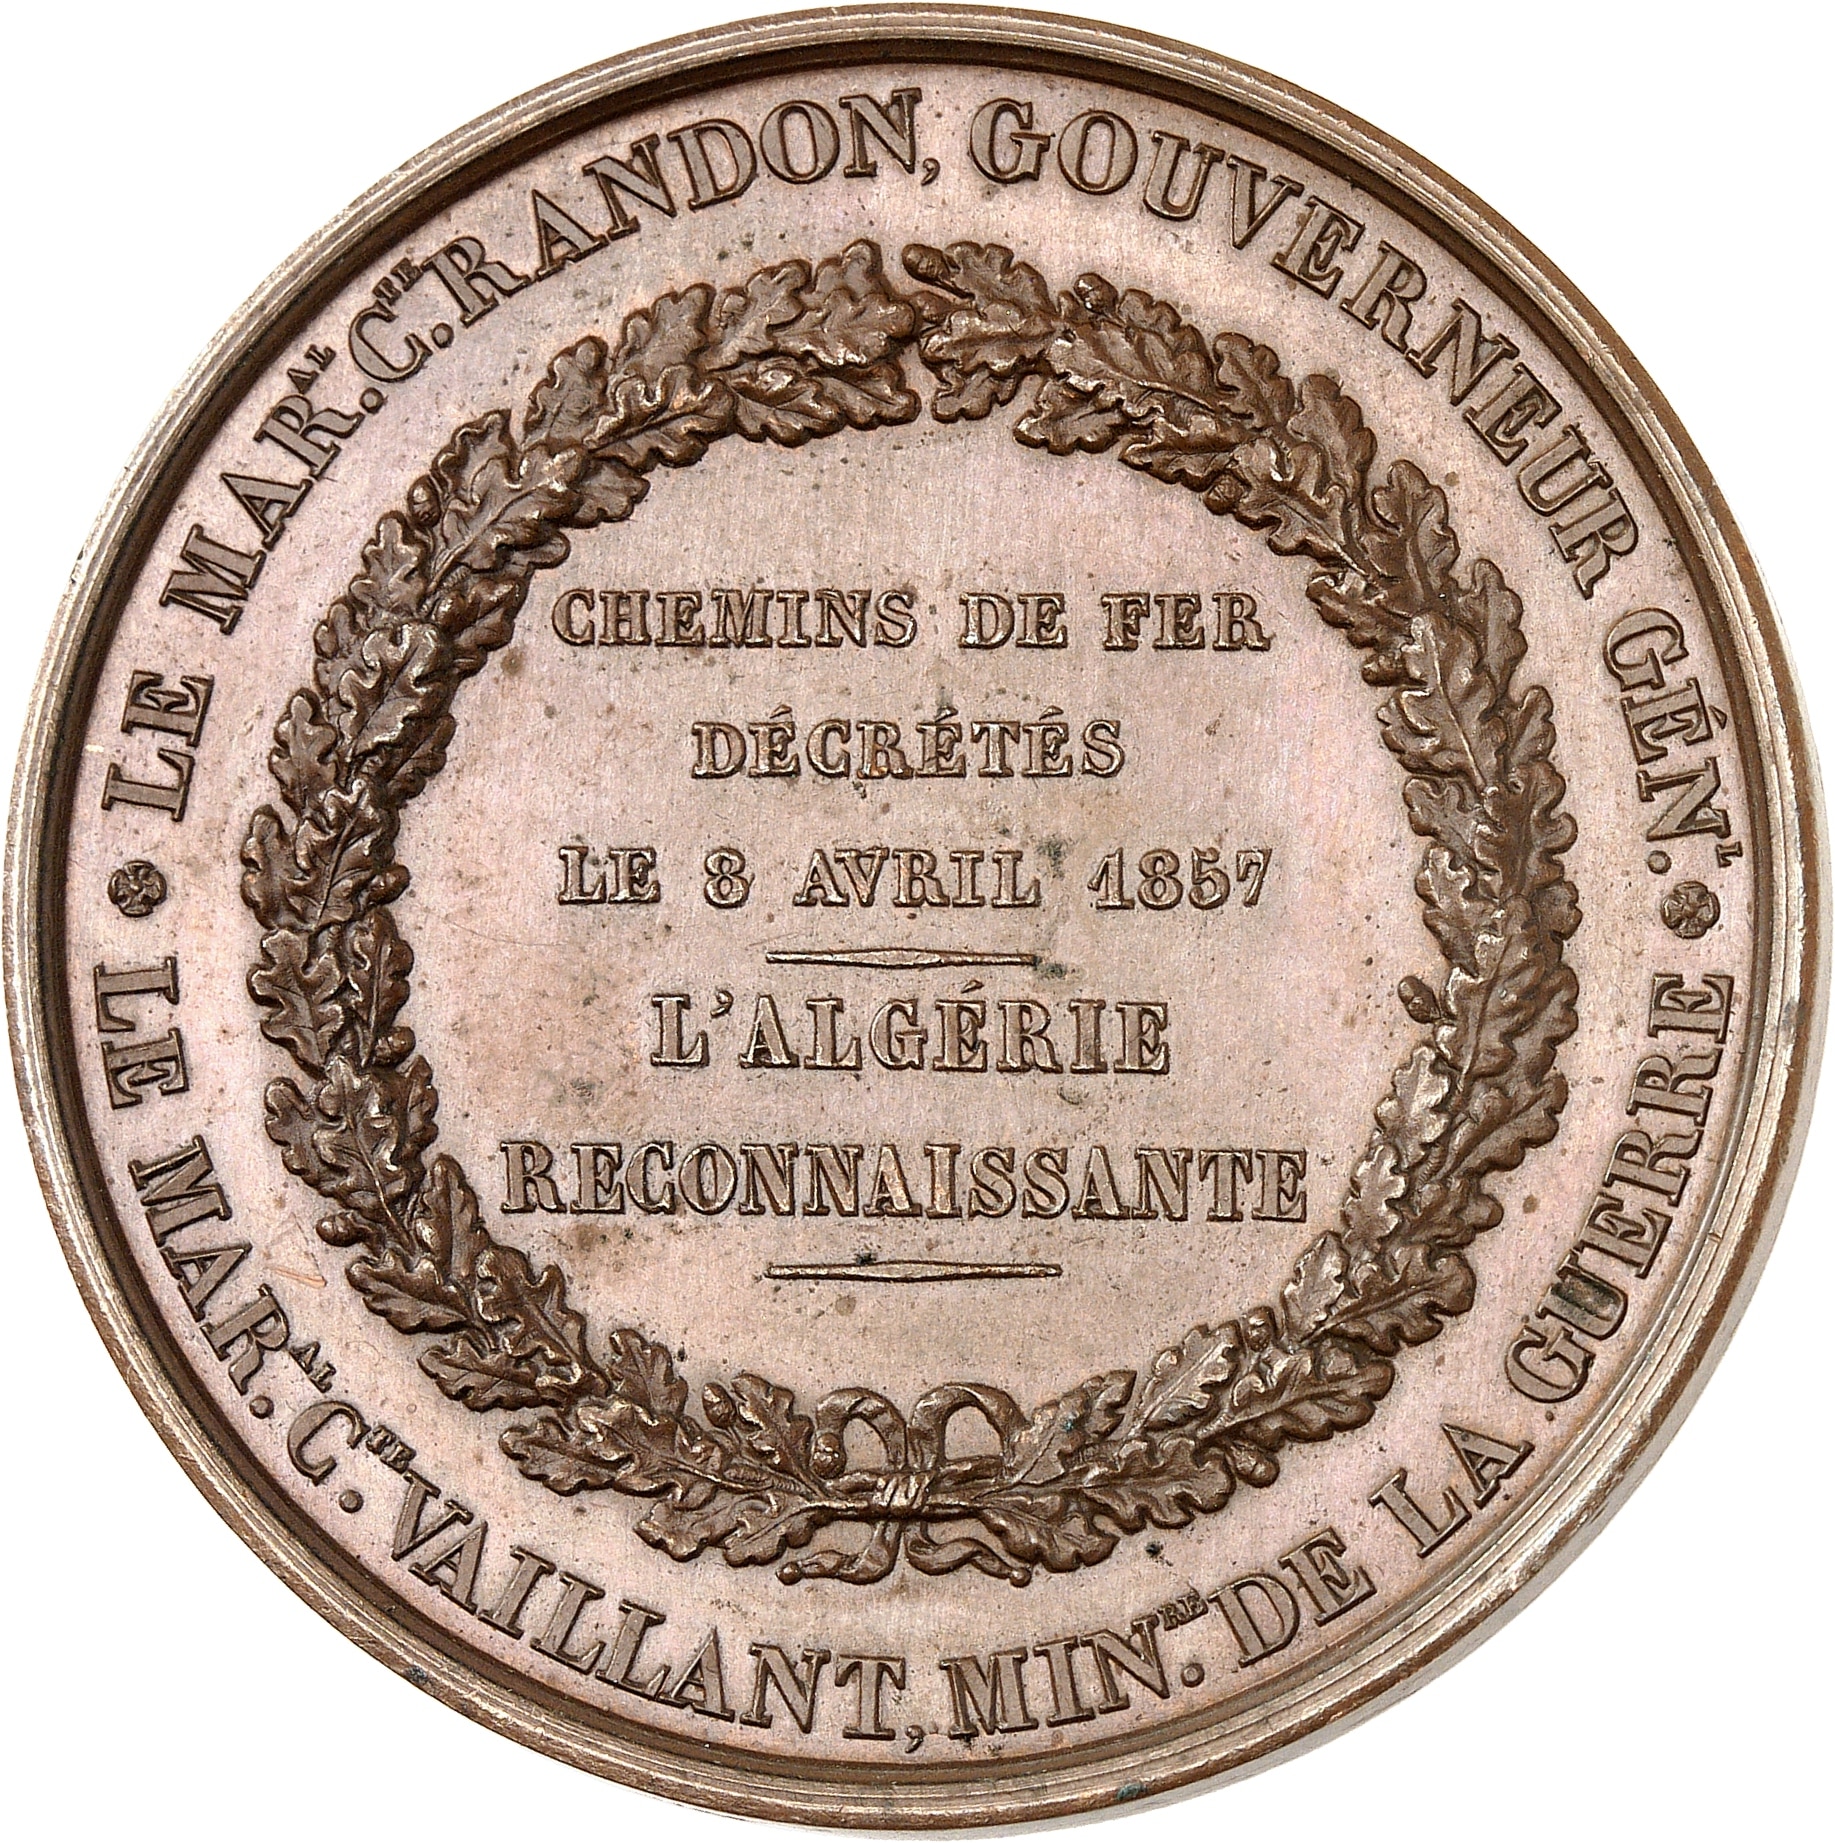 LE MAR.AL C.TE RANDON, GOUVERNEUR GÉN.L
CHEMINS DE FER
DÉCRÉTÉS
LE 8 AVRIL 1857
L'ALGÉRIE
RECONNAISSANTE
ET LE MAR.AL C.TE VAILLANT, MIN.RE DE LA GUERRE